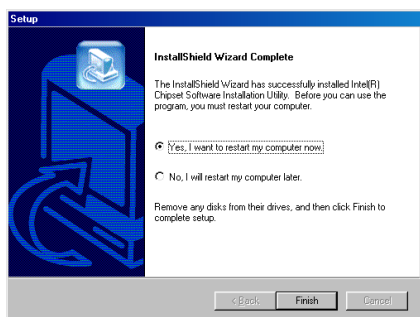 Setup
InstallShield Wizard Complete
The InstallShield Wizard has successfully installed Intel(R)
Chipset Software Installation Utility. Before you can use the
program, you must restart your computer.
Yes, I want to restart my computer now.
No, I will restart my computer later.
Remove any disks from their drives, and then click Finish to
complete setup.
< Back Finish Cancel